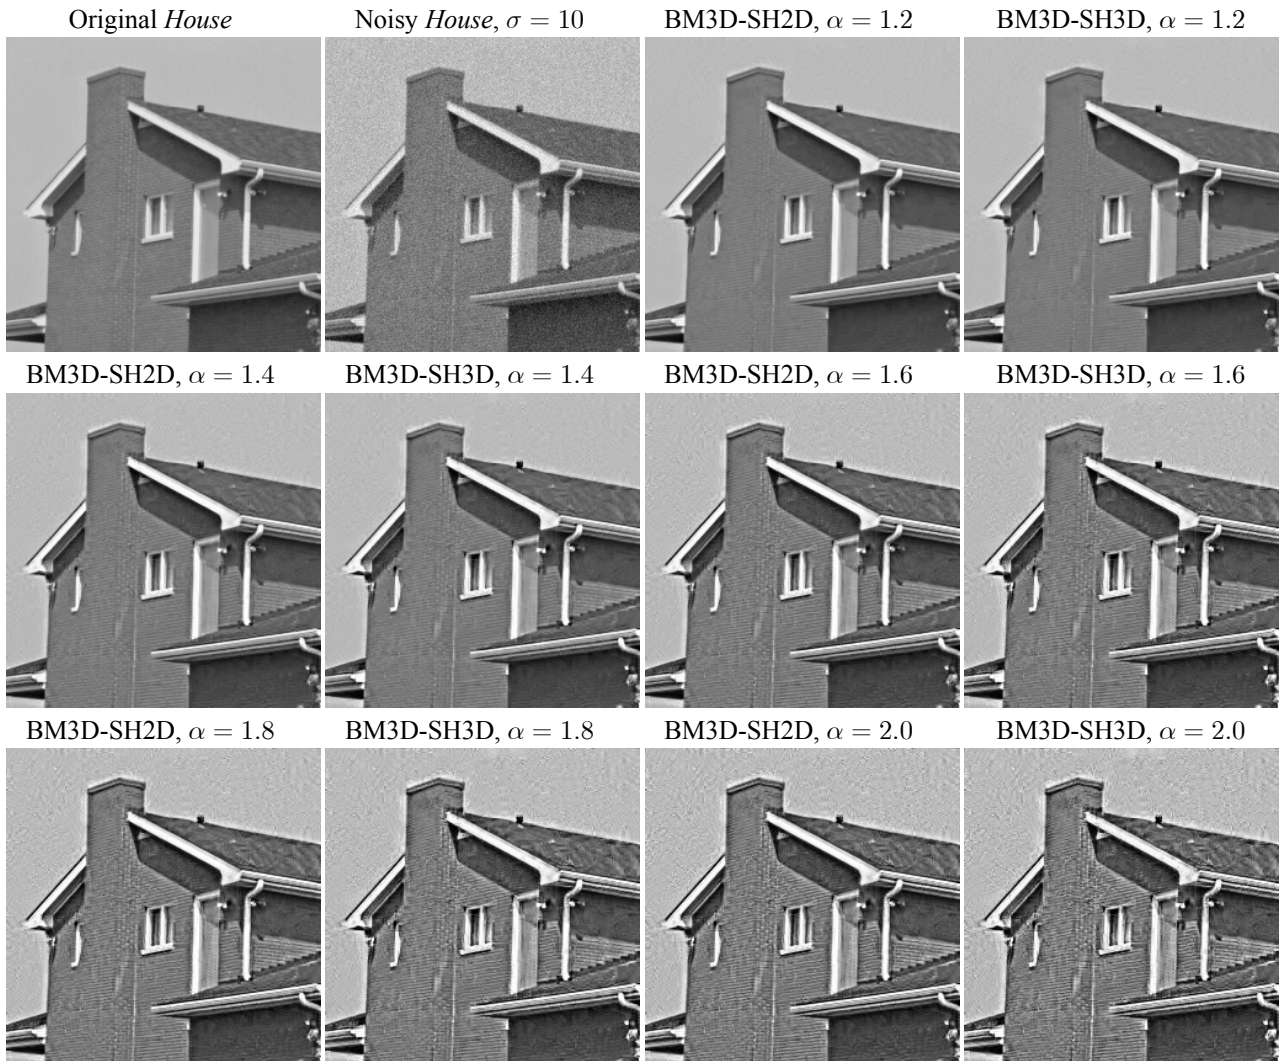 Original House
Noisy House, σ = 10
BM3D-SH2D, α = 1.2
BM3D-SH3D, α = 1.2
BM3D-SH2D, α = 1.4
BM3D-SH3D, α = 1.4
BM3D-SH2D, α = 1.6
BM3D-SH3D, α = 1.6
BM3D-SH2D, α = 1.8
BM3D-SH3D, α = 1.8
BM3D-SH2D, α = 2.0
BM3D-SH3D, α = 2.0